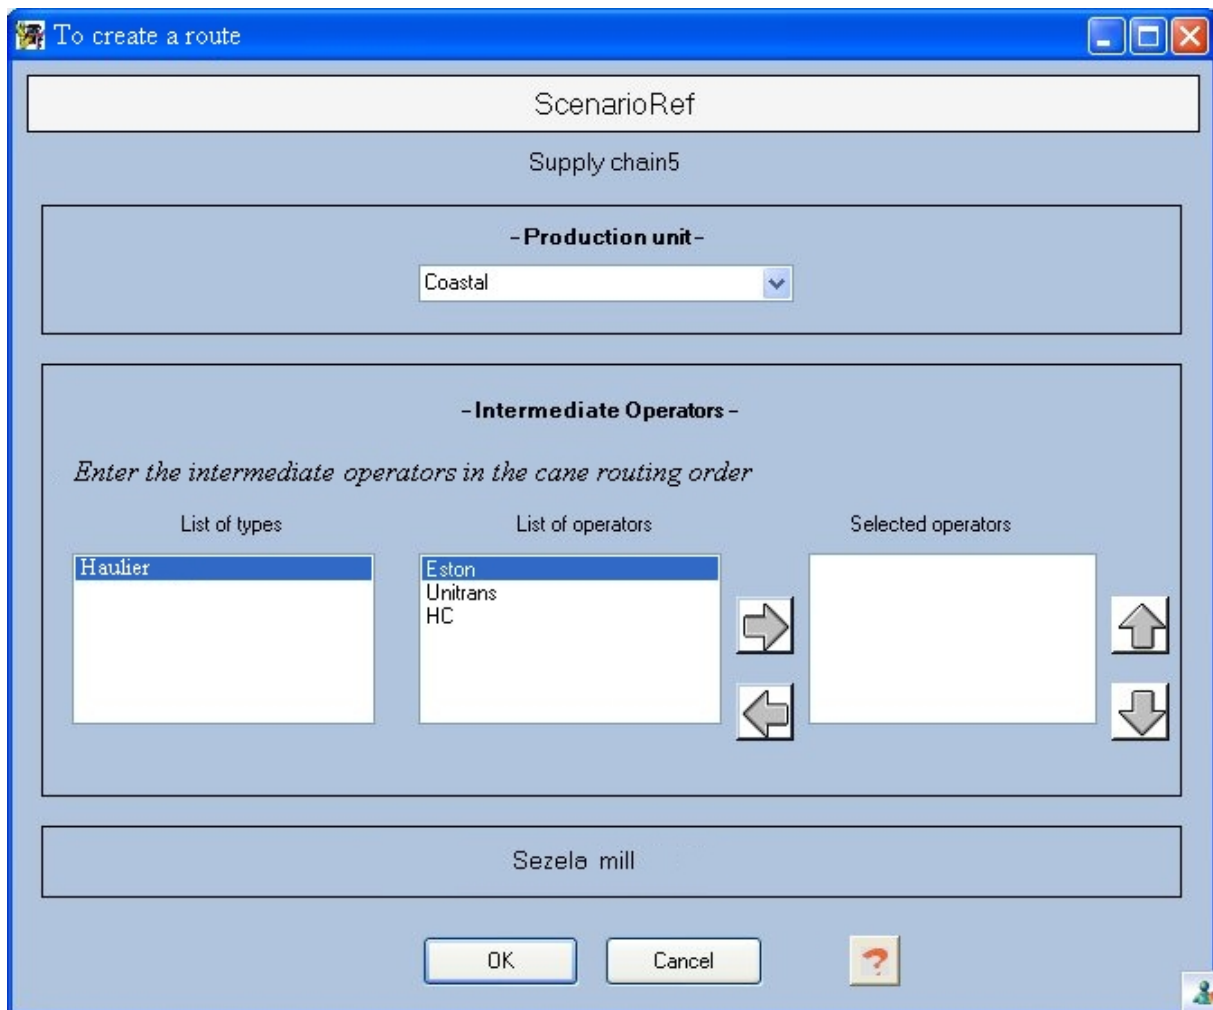 To create a route
ScenarioRef
Supply chain5
-Production unit-
Coastal
-Intermediate Operators-
Enter the intermediate operators in the cane routing order
List of types List of operators Selected operators
Haulier Eston
Unitrans
HC
Sezela mill
OK Cancel ?